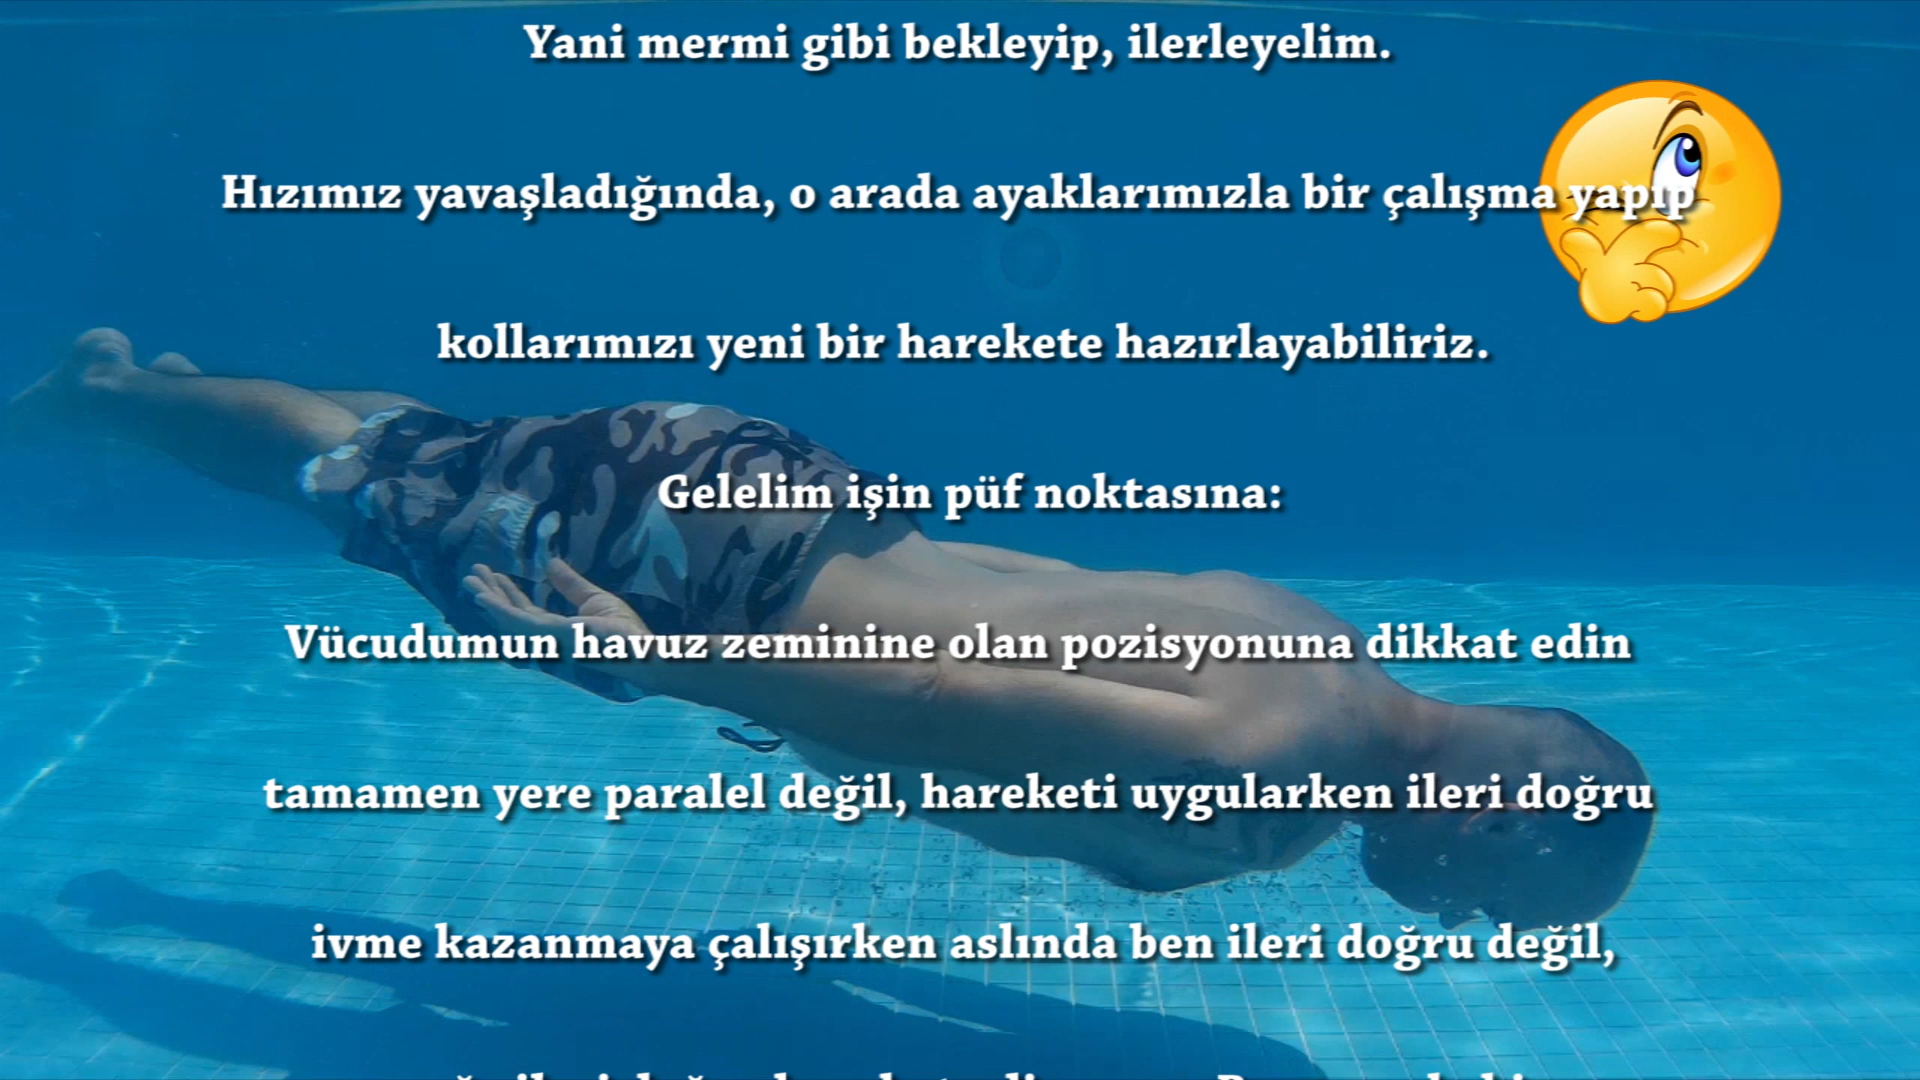 Yani mermi gibi bekleyip, ilerleyelim.
Hızımız yavaşladığında, o arada ayaklarımızla bir çalışma yapıp
kollarımızı yeni bir harekete hazırlayabiliriz.
Gelelim işin püf noktasına:
Vücudumun havuz zeminine olan pozisyonuna dikkat edin
tamamen yere paralel değil, hareketi uygularken ileri doğru
ivme kazanmaya çalışırken aslında ben ileri doğru değil,